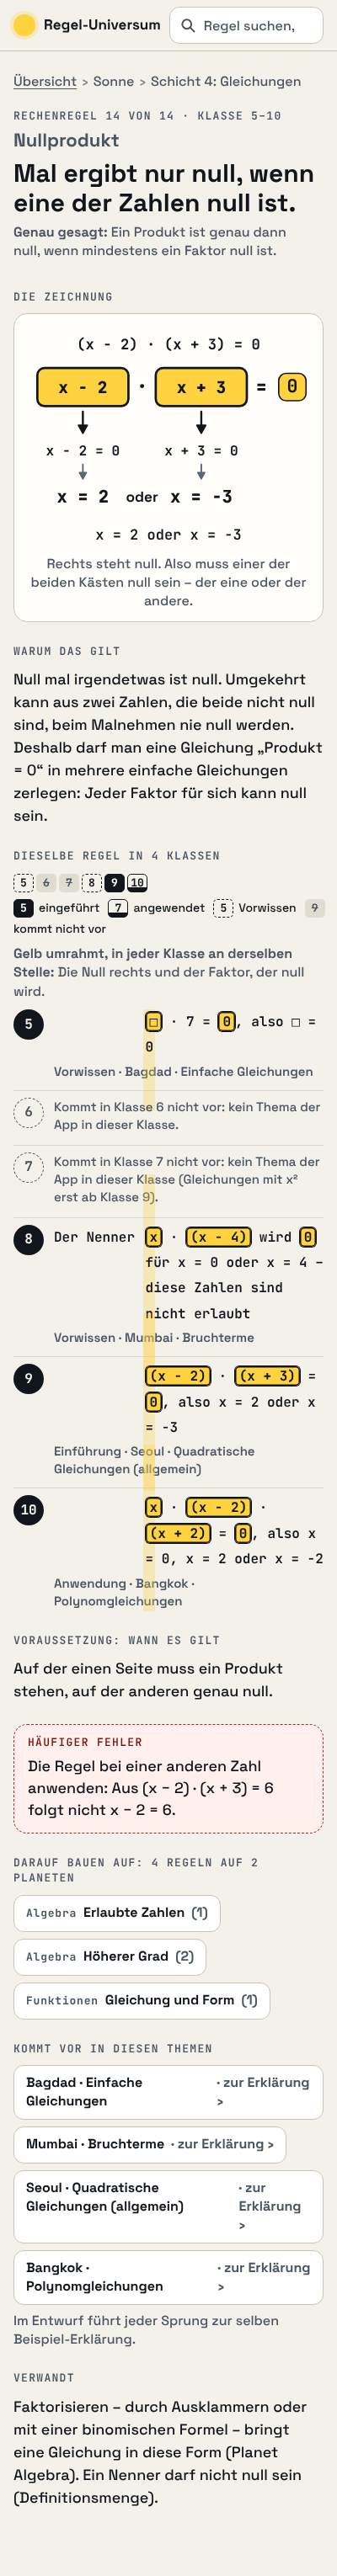 Regel-Universum
Regel suchen,
Übersicht > Sonne > Schicht 4: Gleichungen
RECHENREGEL 14 VON 14 · KLASSE 5–10
Nullprodukt
Mal ergibt nur null, wenn
eine der Zahlen null ist.
Genau gesagt: Ein Produkt ist genau dann
null, wenn mindestens ein Faktor null ist.
DIE ZEICHNUNG
(x - 2) · (x + 3) = 0
x - 2 · x + 3 = 0
x - 2 = 0 x + 3 = 0
x = 2 oder x = -3
x = 2 oder x = -3
Rechts steht null. Also muss einer der
beiden Kästen null sein – der eine oder der
andere.
WARUM DAS GILT
Null mal irgendetwas ist null. Umgekehrt
kann aus zwei Zahlen, die beide nicht null
sind, beim Malnehmen nie null werden.
Deshalb darf man eine Gleichung „Produkt
= 0“ in mehrere einfache Gleichungen
zerlegen: Jeder Faktor für sich kann null
sein.
DIESELBE REGEL IN 4 KLASSEN
5 6 7 8 9 10
5 eingeführt 7 angewendet 5 Vorwissen 9
kommt nicht vor
Gelb umrahmt, in jeder Klasse an derselben
Stelle: Die Null rechts und der Faktor, der null
wird.
5 □ · 7 = 0, also □ =
0
Vorwissen · Bagdad · Einfache Gleichungen
6 Kommt in Klasse 6 nicht vor: kein Thema der
App in dieser Klasse.
7 Kommt in Klasse 7 nicht vor: kein Thema der
App in dieser Klasse (Gleichungen mit x²
erst ab Klasse 9).
8 Der Nenner x · (x - 4) wird 0
für x = 0 oder x = 4 –
diese Zahlen sind
nicht erlaubt
Vorwissen · Mumbai · Bruchterme
9 (x - 2) · (x + 3) =
0, also x = 2 oder x
= -3
Einführung · Seoul · Quadratische
Gleichungen (allgemein)
10 x · (x - 2) ·
(x + 2) = 0, also x
= 0, x = 2 oder x = -2
Anwendung · Bangkok ·
Polynomgleichungen
VORAUSSETZUNG: WANN ES GILT
Auf der einen Seite muss ein Produkt
stehen, auf der anderen genau null.
HÄUFIGER FEHLER
Die Regel bei einer anderen Zahl
anwenden: Aus (x − 2) · (x + 3) = 6
folgt nicht x − 2 = 6.
DARAUF BAUEN AUF: 4 REGELN AUF 2
PLANETEN
Algebra Erlaubte Zahlen (1)
Algebra Höherer Grad (2)
Funktionen Gleichung und Form (1)
KOMMT VOR IN DIESEN THEMEN
Bagdad · Einfache · zur Erklärung
Gleichungen >
Mumbai · Bruchterme · zur Erklärung >
Seoul · Quadratische · zur
Gleichungen (allgemein) Erklärung
>
Bangkok · · zur Erklärung
Polynomgleichungen >
Im Entwurf führt jeder Sprung zur selben
Beispiel-Erklärung.
VERWANDT
Faktorisieren – durch Ausklammern oder
mit einer binomischen Formel – bringt
eine Gleichung in diese Form (Planet
Algebra). Ein Nenner darf nicht null sein
(Definitionsmenge).